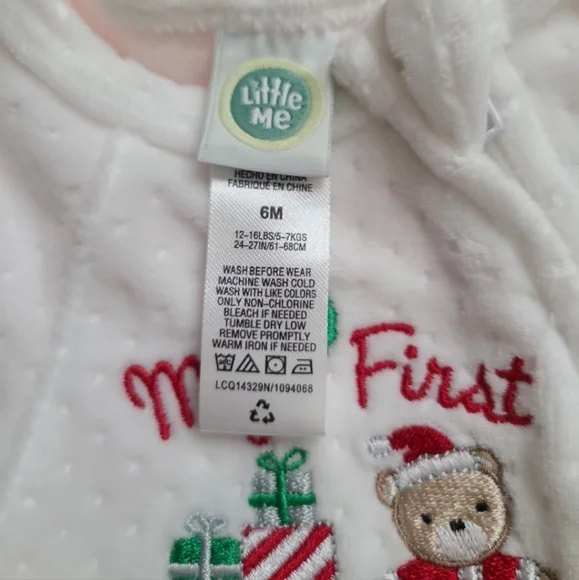 Little
Me
HECHO EN CHINA
FABRIQUÉ EN CHINE
6M
12-16LBS/5-7KGS
24-27IN/61-68CM
WASH BEFORE WEAR
MACHINE WASH COLD
WASH WITH LIKE COLORS
ONLY NON-CHLORINE
BLEACH IF NEEDED
TUMBLE DRY LOW
REMOVE PROMPTLY
WARM IRON IF NEEDED
LCQ14329N/1094068
First